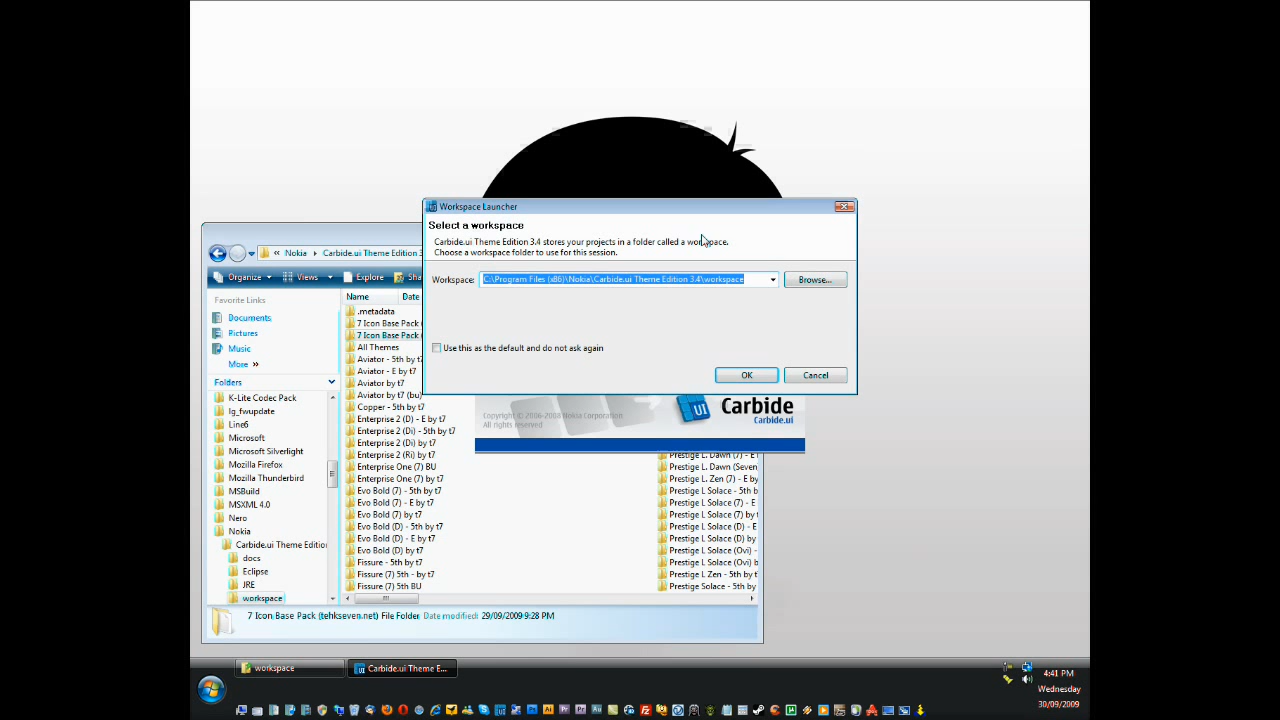 Workspace Launcher
Select a workspace
Carbide.ui Theme Edition 3.4 stores your projects in a folder called a workspace.
Choose a workspace folder to use for this session.
Workspace: C:\Program Files (x86)\Nokia\Carbide.ui Theme Edition 3.4\workspace Browse...
Use this as the default and do not ask again
OK Cancel
« Nokia Carbide.ui Theme Edition 3
Organize Views Explore Sha
Favorite Links
Documents
Pictures
Music
More »
Folders
K-Lite Codec Pack
lg_fwupdate
Line6
Microsoft
Microsoft Silverlight
Mozilla Firefox
Mozilla Thunderbird
MSBuild
MSXML 4.0
Nero
Nokia
Carbide.ui Theme Editio
docs
Eclipse
JRE
workspace
Name Date
.metadata
7 Icon Base Pack
7 Icon Base Pack
All Themes
Aviator - 5th by t7
Aviator - E by t7
Aviator by t7
Aviator by t7 (bu)
Copper - 5th by t7
Enterprise 2 (D) - E by t7
Enterprise 2 (Di) - 5th by t7
Enterprise 2 (Di) by t7
Enterprise 2 (Ri) by t7
Enterprise One (7) BU
Enterprise One (7) by t7
Evo Bold (7) - 5th by t7
Evo Bold (7) - E by t7
Evo Bold (7) by t7
Evo Bold (D) - 5th by t7
Evo Bold (D) - E by t7
Evo Bold (D) by t7
Fissure - 5th by t7
Fissure (7) 5th - by t7
Fissure (7) 5th BU
Prestige L. Dawn (7) - E
Prestige L. Dawn (Seven
Prestige L. Zen - 5th by t
Prestige L Solace - 5th b
Prestige L Solace (7) - E
Prestige L Solace (7) by t
Prestige L Solace (D) - E
Prestige L Solace (D) by
Prestige L Solace (Ovi) -
Prestige L Solace (Ovi) b
Prestige L Zen - 5th by t
Prestige Solace - 5th by t
Copyright © 2006-2008 Nokia Corporation
All rights reserved
UI
Carbide
Carbide.ui
7 Icon Base Pack (tehkseven.net) File Folder Date modified: 29/09/2009 9:28 PM
workspace
Carbide.ui Theme E...
4:41 PM
Wednesday
30/09/2009